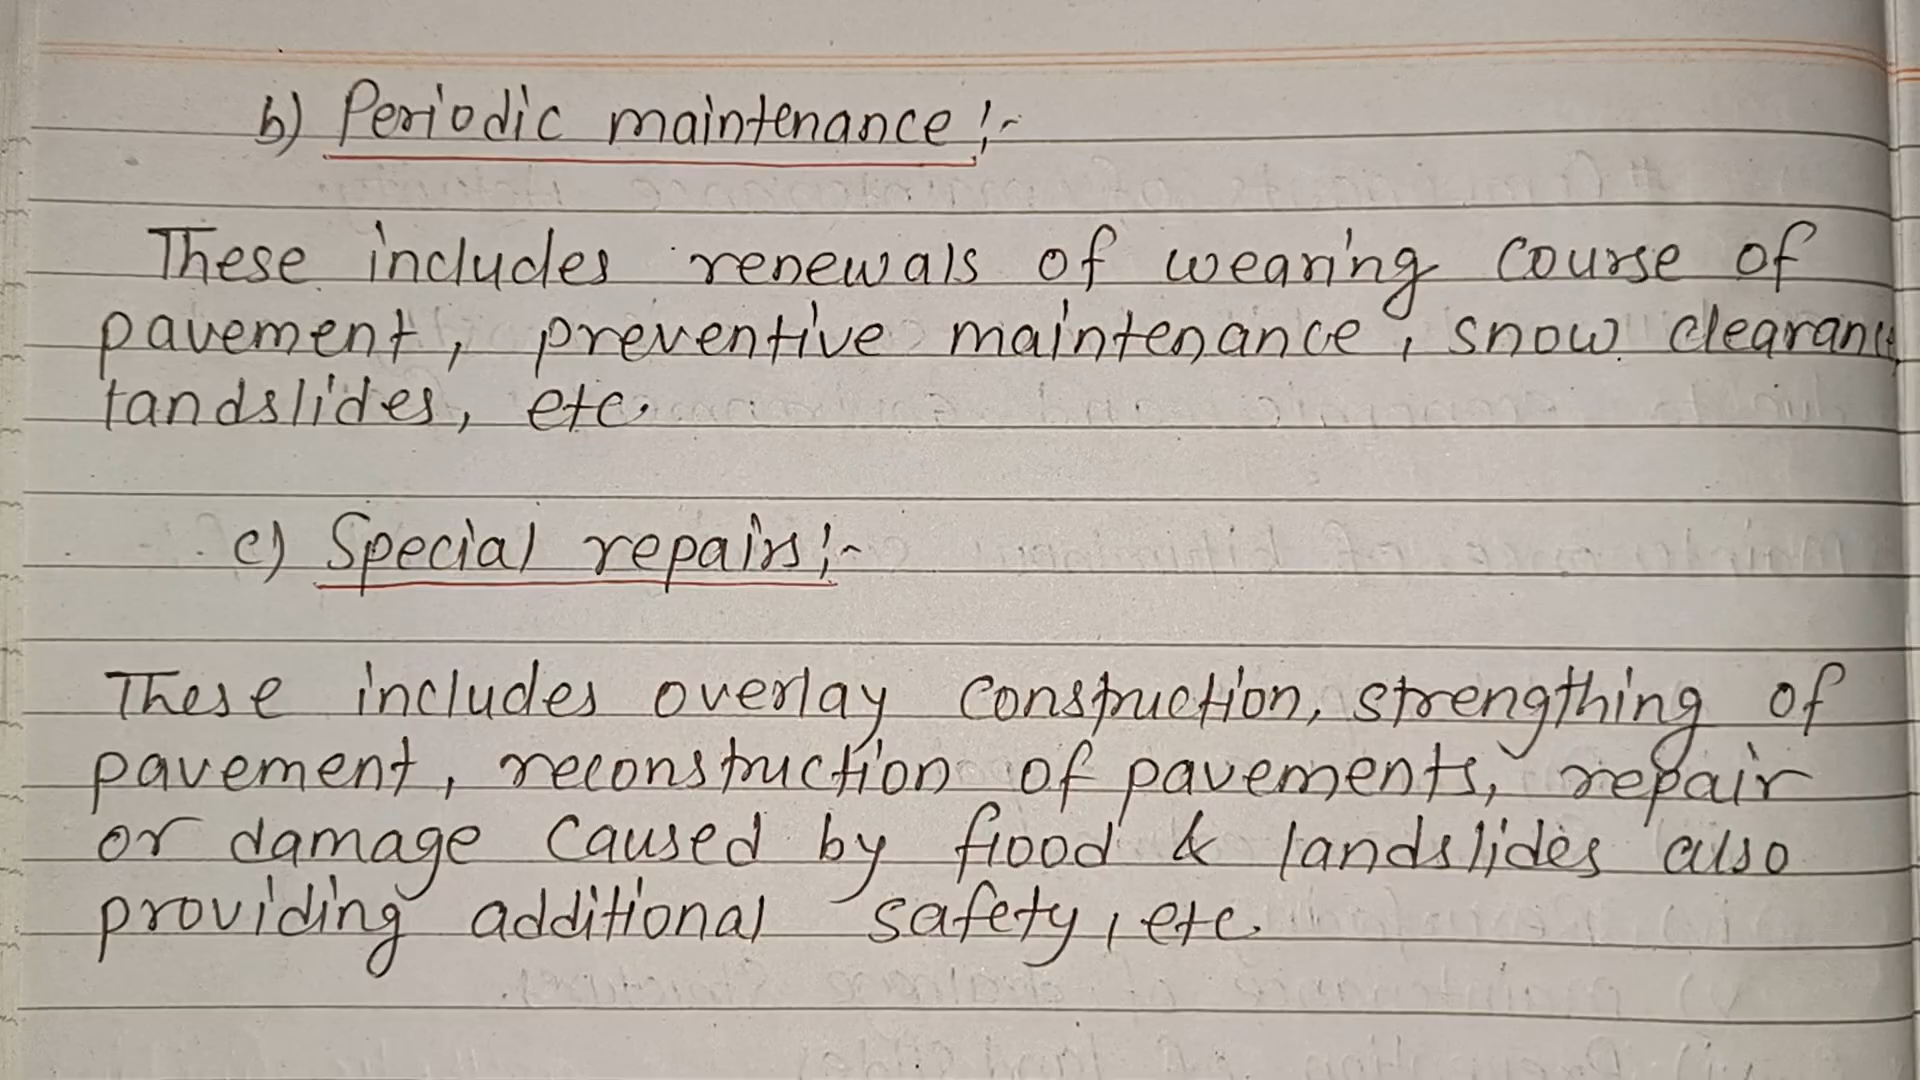 b) Periodic maintenance :-
These includes renewals of wearing course of
pavement, preventive maintenance, snow clearance
landslides, etc.
c) Special repairs :-
These includes overlay construction, strengthing of
pavement, reconstruction of pavements, repair
or damage caused by flood & landslides also
providing additional safety, etc.